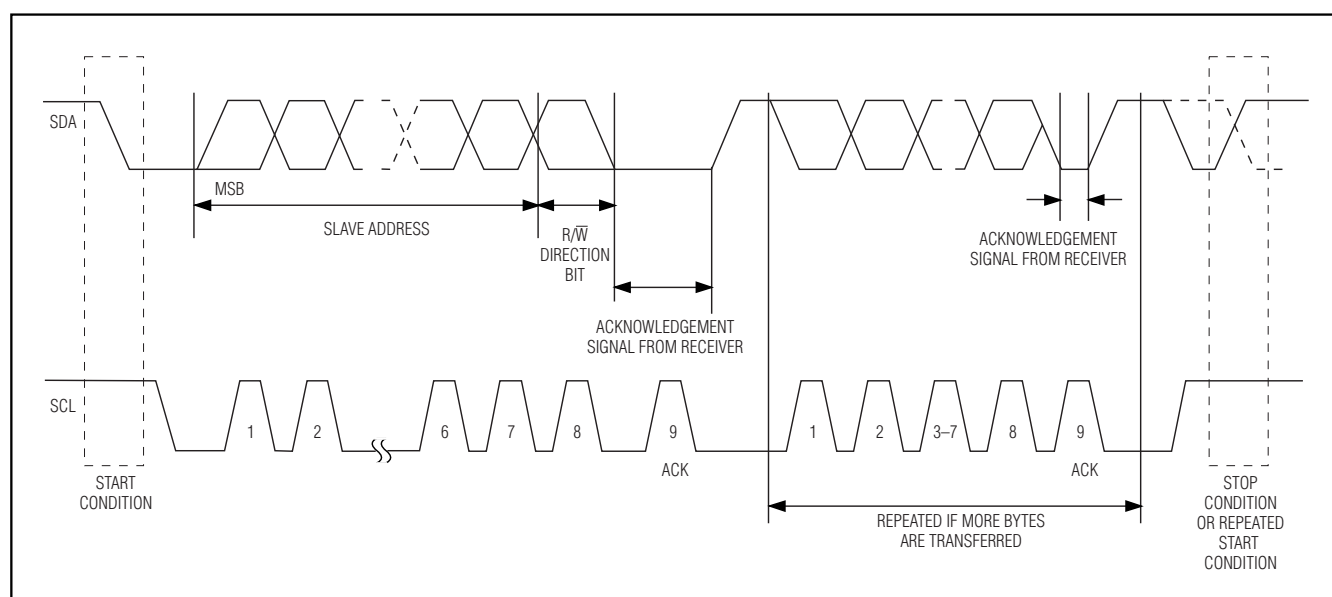 SDA
MSB
SLAVE ADDRESS
R/W̅
DIRECTION
BIT
ACKNOWLEDGEMENT
SIGNAL FROM RECEIVER
ACKNOWLEDGEMENT
SIGNAL FROM RECEIVER
SCL
1 2 6 7 8 9 1 2 3–7 8 9
ACK ACK
START
CONDITION
REPEATED IF MORE BYTES
ARE TRANSFERRED
STOP
CONDITION
OR REPEATED
START
CONDITION